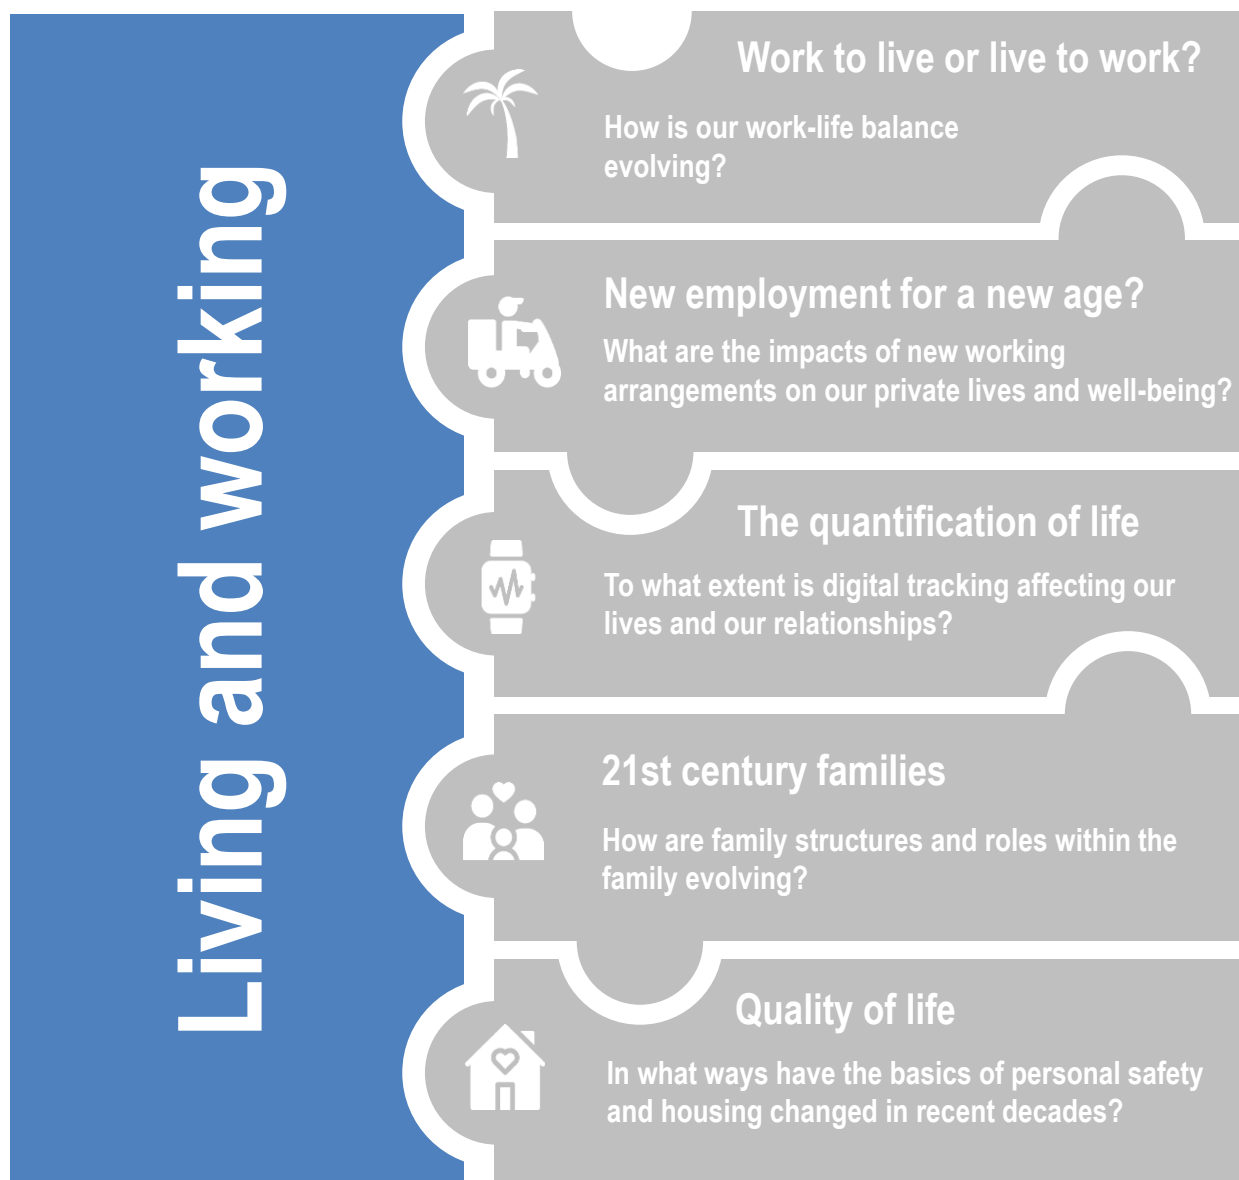 Living and working
Work to live or live to work?
How is our work-life balance
evolving?
New employment for a new age?
What are the impacts of new working
arrangements on our private lives and well-being?
The quantification of life
To what extent is digital tracking affecting our
lives and our relationships?
21st century families
How are family structures and roles within the
family evolving?
Quality of life
In what ways have the basics of personal safety
and housing changed in recent decades?